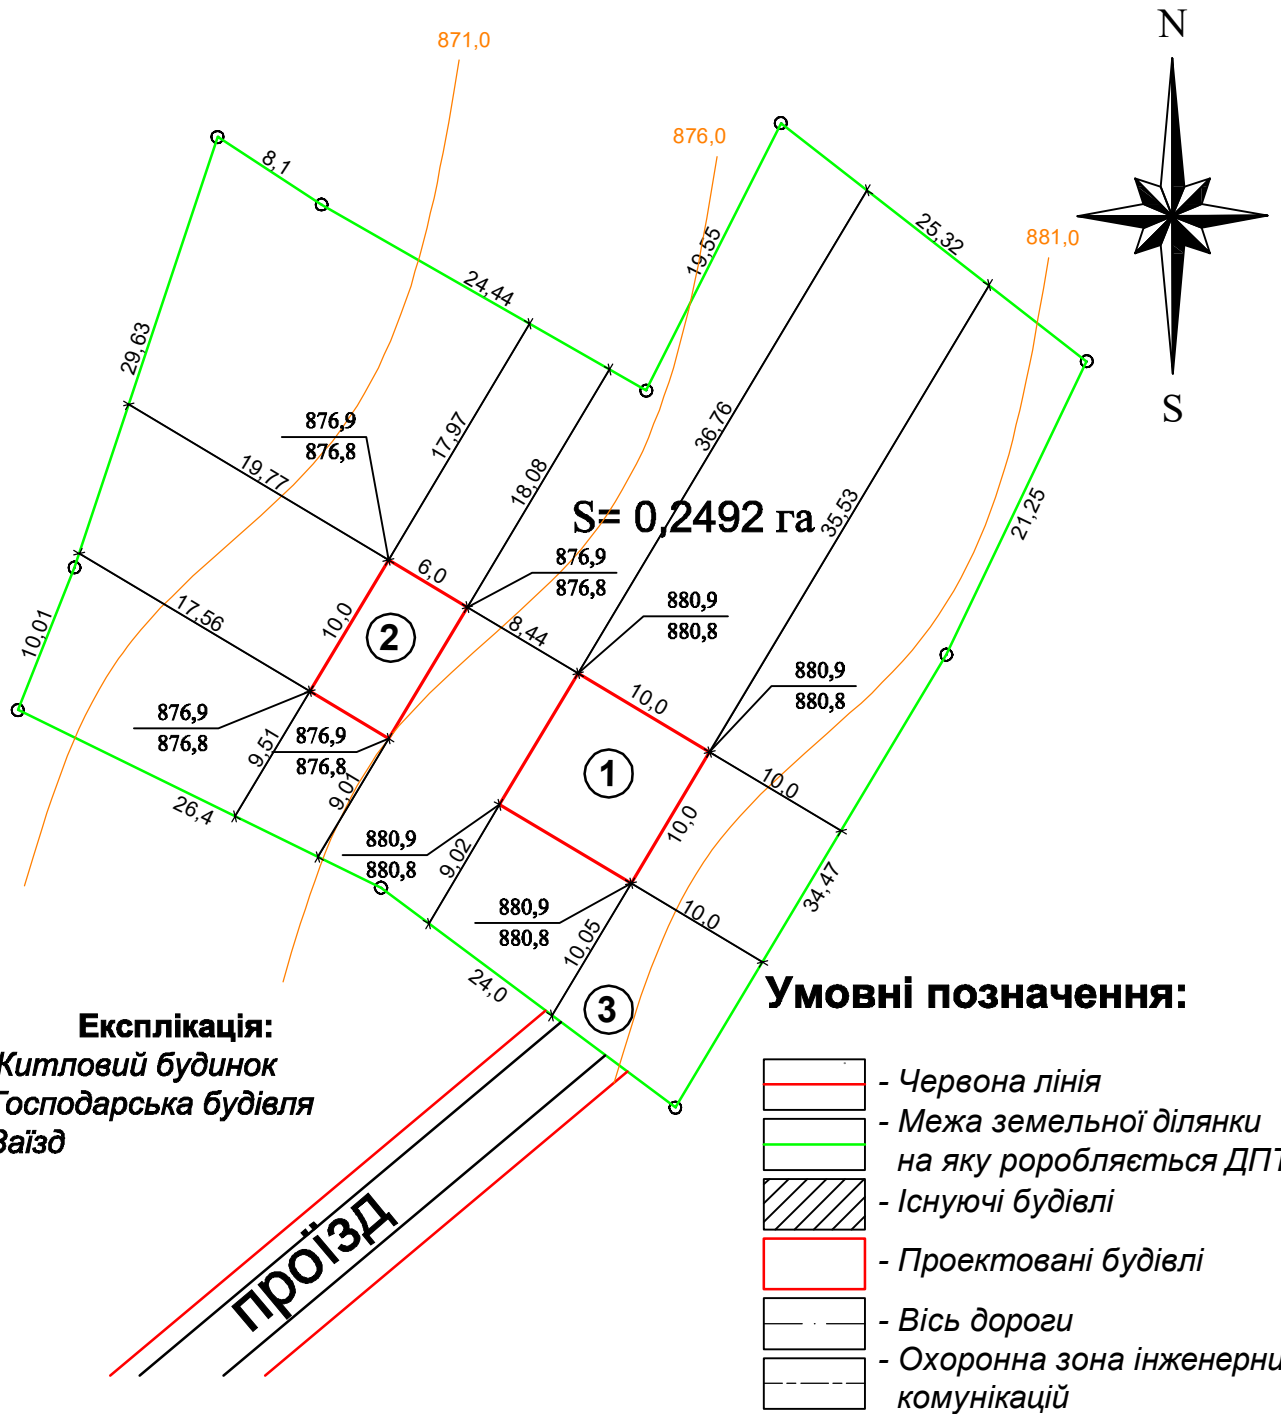 N
871,0
876,0
881,0
8,1
24,44
19,55
25,32
29,63
S
876,9
876,8
17,97
36,76
19,77
18,08
35,53
21,25
S= 0,2492 га
876,9
876,8
6,0
880,9
880,8
10,01
17,56
10,0
2
8,44
10,0
880,9
880,8
876,9
876,8
9,51
876,9
876,8
9,01
1
10,0
10,0
26,4
880,9
880,8
9,02
34,47
880,9
880,8
10,05
10,0
24,0
3
Умовні позначення:
Експлікація:
Житловий будинок
Господарська будівля
Заїзд
- Червона лінія
- Межа земельної ділянки
на яку роробляється ДПТ
- Існуючі будівлі
- Проектовані будівлі
- Вісь дороги
- Охоронна зона інженерни
комунікацій
проїзд